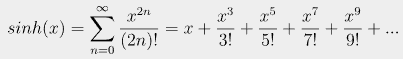 sinh(x) = \sum_{n=0}^{\infty} \frac{x^{2n}}{(2n)!} = x + \frac{x^3}{3!} + \frac{x^5}{5!} + \frac{x^7}{7!} + \frac{x^9}{9!} + ...